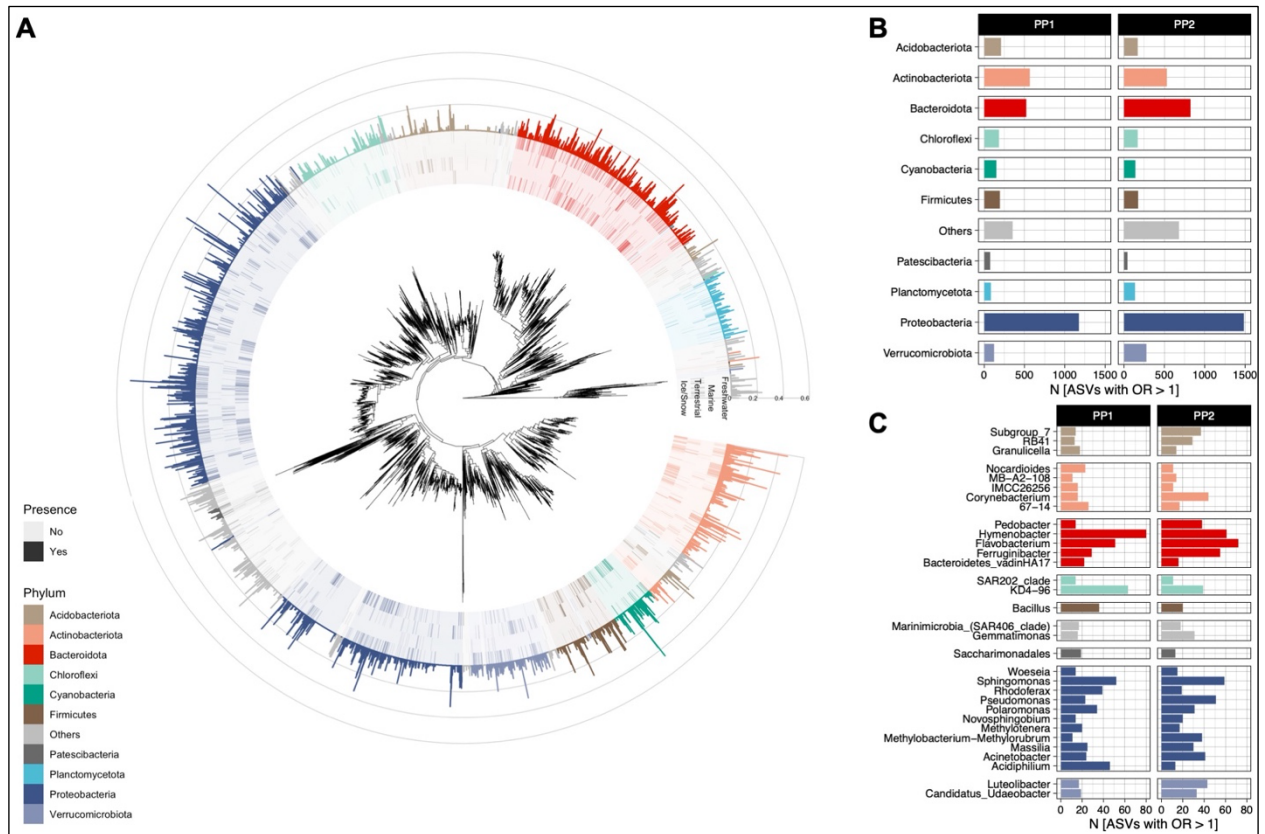 A
Freshwater
Marine
Terrestrial
Ice/Snow
0 0.2 0.4 0.6
Presence
No
Yes
Phylum
Acidobacteriota
Actinobacteriota
Bacteroidota
Chloroflexi
Cyanobacteria
Firmicutes
Others
Patescibacteria
Planctomycetota
Proteobacteria
Verrucomicrobiota
B
PP1 PP2
Acidobacteriota
Actinobacteriota
Bacteroidota
Chloroflexi
Cyanobacteria
Firmicutes
Others
Patescibacteria
Planctomycetota
Proteobacteria
Verrucomicrobiota
0 500 1000 1500 0 500 1000 1500
N [ASVs with OR > 1]
C
PP1 PP2
Subgroup_7
RB41
Granulicella
Nocardioides
MB-A2-108
IMCC26256
Corynebacterium
67-14
Pedobacter
Hymenobacter
Flavobacterium
Ferruginibacter
Bacteroidetes_vadinHA17
SAR202_clade
KD4-96
Bacillus
Marinimicrobia_(SAR406_clade)
Gemmatimonas
Saccharimonadales
Woeseia
Sphingomonas
Rhodoferax
Pseudomonas
Polaromonas
Novosphingobium
Methylotenera
Methylobacterium-Methylorubrum
Massilia
Acinetobacter
Acidiphilium
Luteolibacter
Candidatus_Udaeobacter
0 20 40 60 80 0 20 40 60 80
N [ASVs with OR > 1]